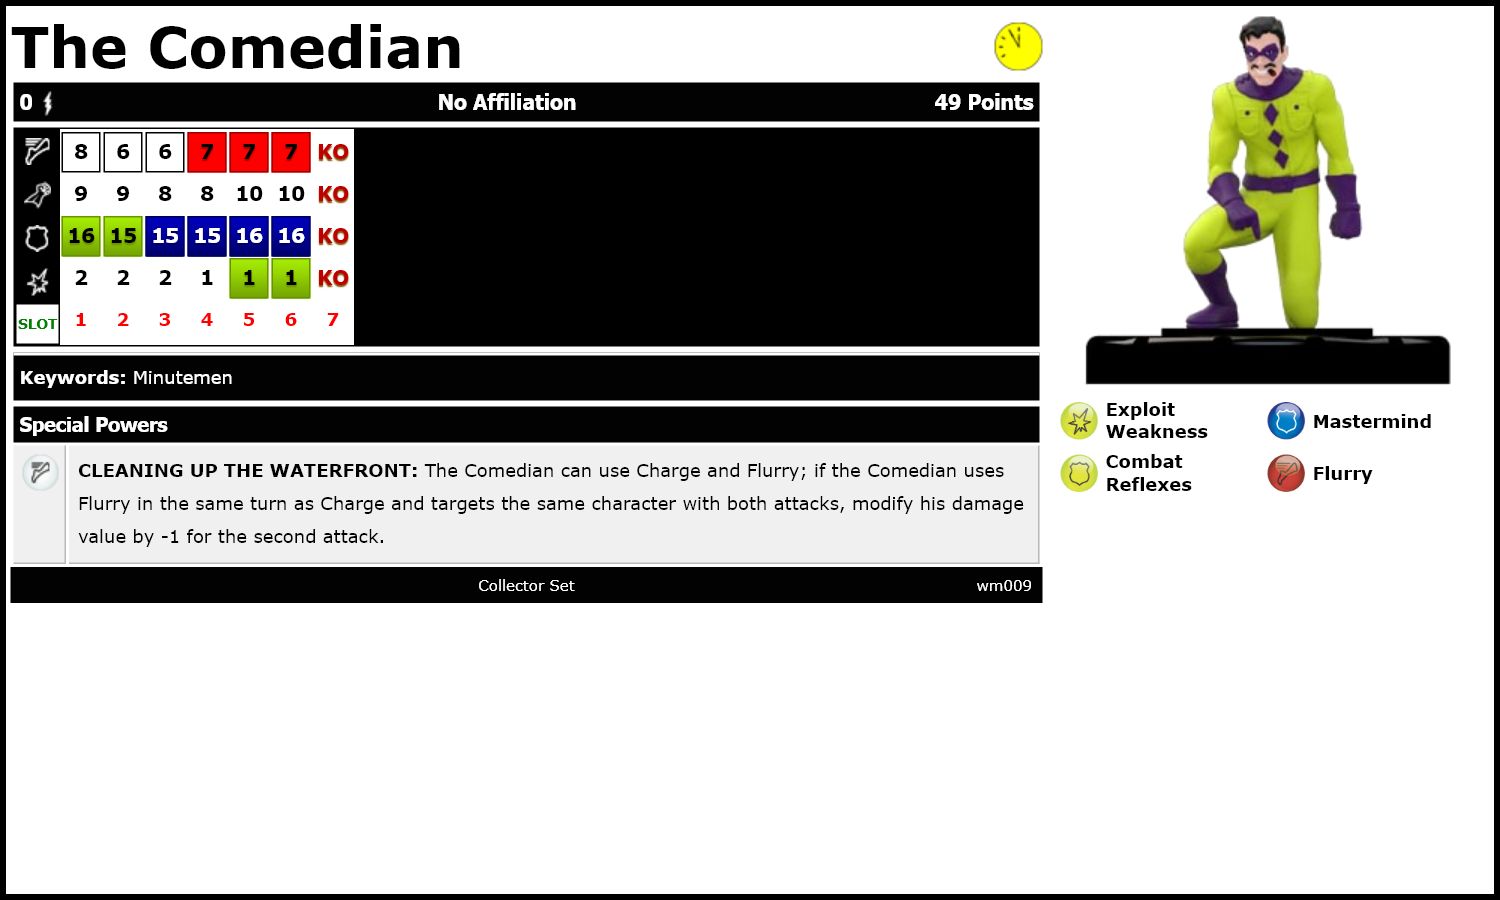 The Comedian
0 No Affiliation 49 Points
8 6 6 7 7 7 KO
9 9 8 8 10 10 KO
16 15 15 15 16 16 KO
2 2 2 1 1 1 KO
SLOT 1 2 3 4 5 6 7
Keywords: Minutemen
Special Powers
CLEANING UP THE WATERFRONT: The Comedian can use Charge and Flurry; if the Comedian uses
Flurry in the same turn as Charge and targets the same character with both attacks, modify his damage
value by -1 for the second attack.
Collector Set wm009
Exploit
Weakness
Mastermind
Combat
Reflexes
Flurry